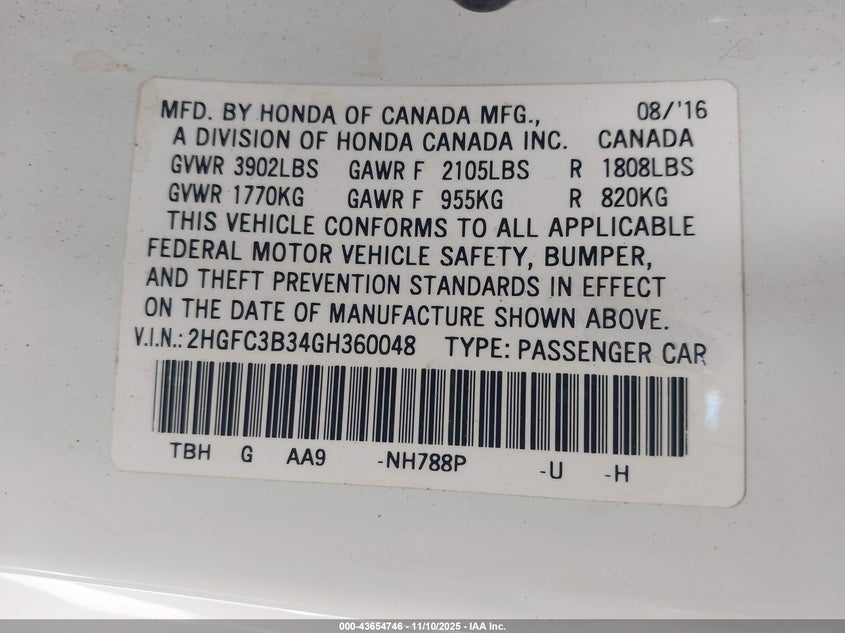 MFD. BY HONDA OF CANADA MFG., 08/'16
A DIVISION OF HONDA CANADA INC. CANADA
GVWR 3902LBS GAWR F 2105LBS R 1808LBS
GVWR 1770KG GAWR F 955KG R 820KG
THIS VEHICLE CONFORMS TO ALL APPLICABLE
FEDERAL MOTOR VEHICLE SAFETY, BUMPER,
AND THEFT PREVENTION STANDARDS IN EFFECT
ON THE DATE OF MANUFACTURE SHOWN ABOVE.
V.I.N.: 2HGFC3B34GH360048 TYPE: PASSENGER CAR
TBH G AA9 -NH788P -U -H
000-43654746 - 11/10/2025 - IAA Inc.